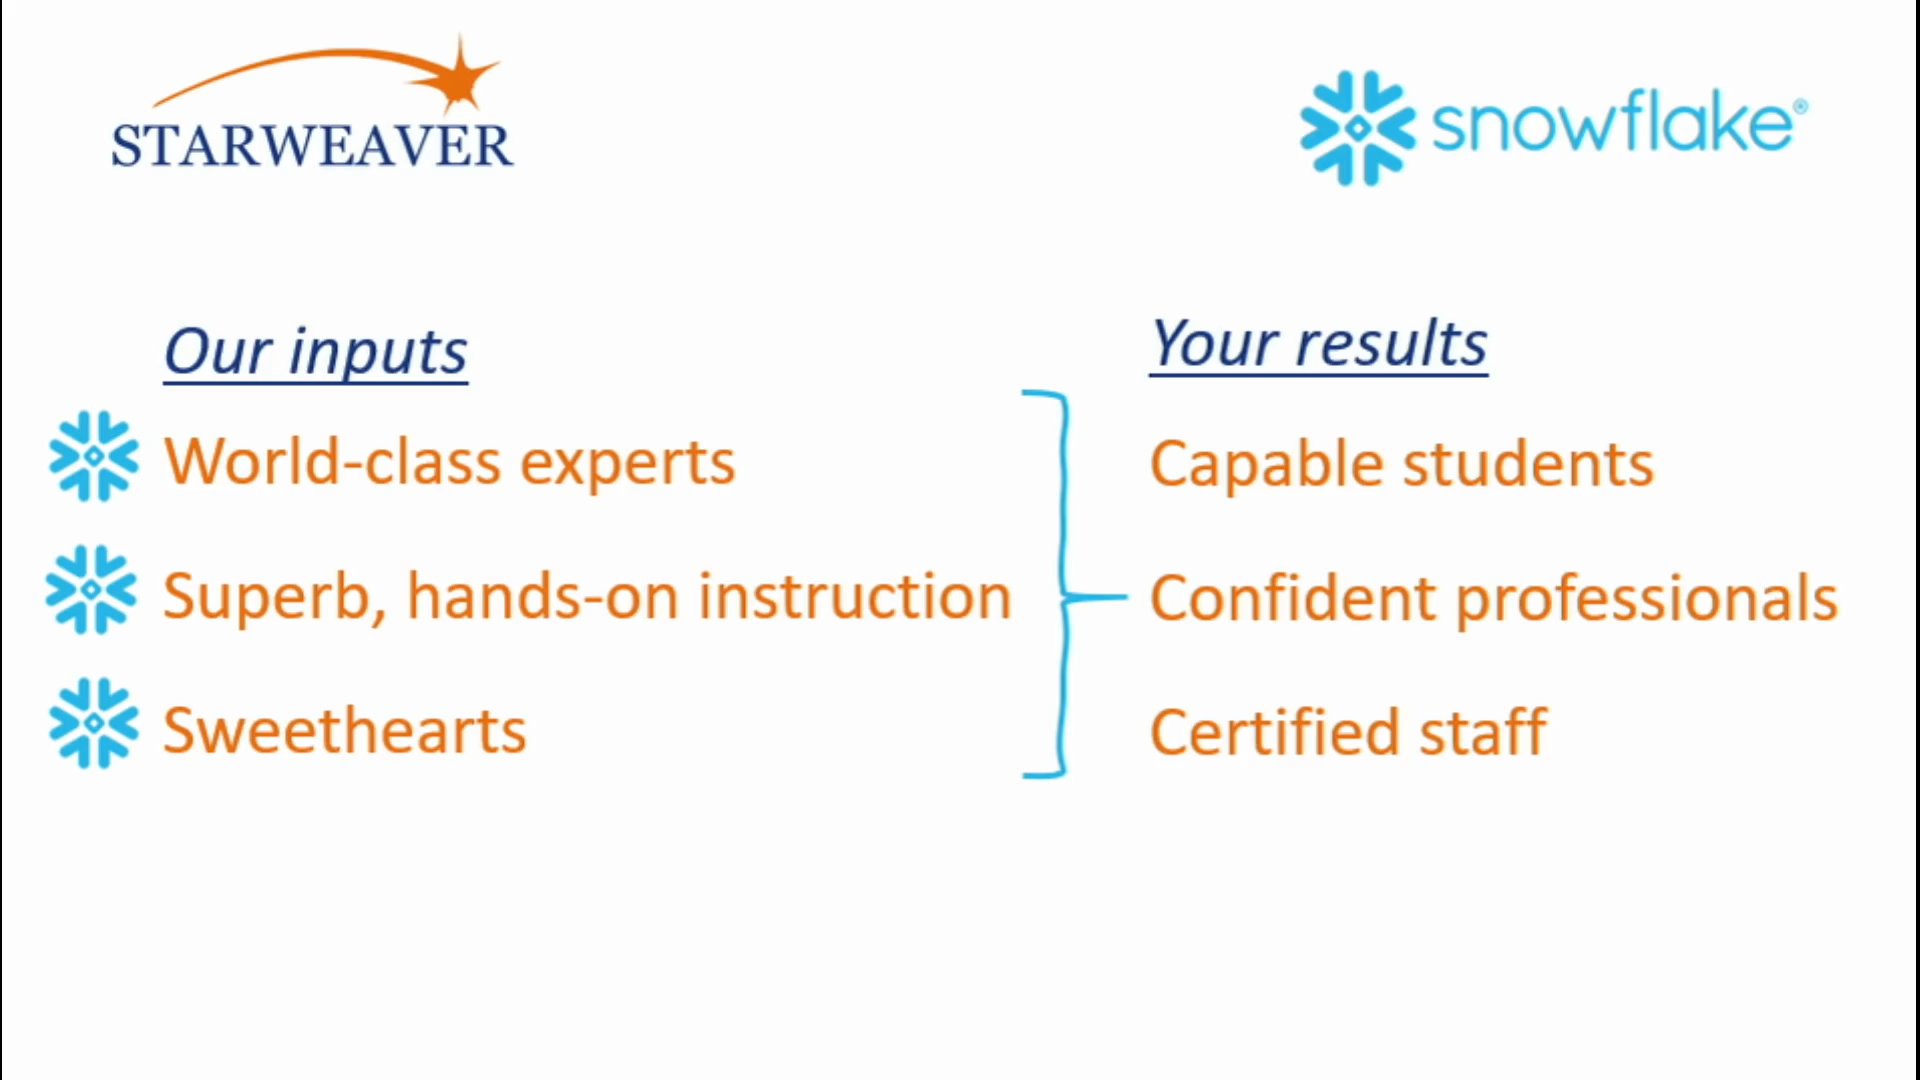 STARWEAVER
snowflake®
Our inputs
World-class experts
Superb, hands-on instruction
Sweethearts
Your results
Capable students
Confident professionals
Certified staff